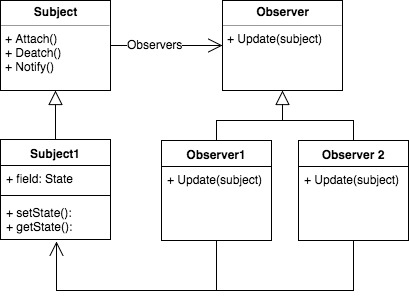 Subject
+ Attach()
+ Deatch()
+ Notify()
Observers
Observer
+ Update(subject)
Subject1
+ field: State
+ setState():
+ getState():
Observer1
+ Update(subject)
Observer 2
+ Update(subject)